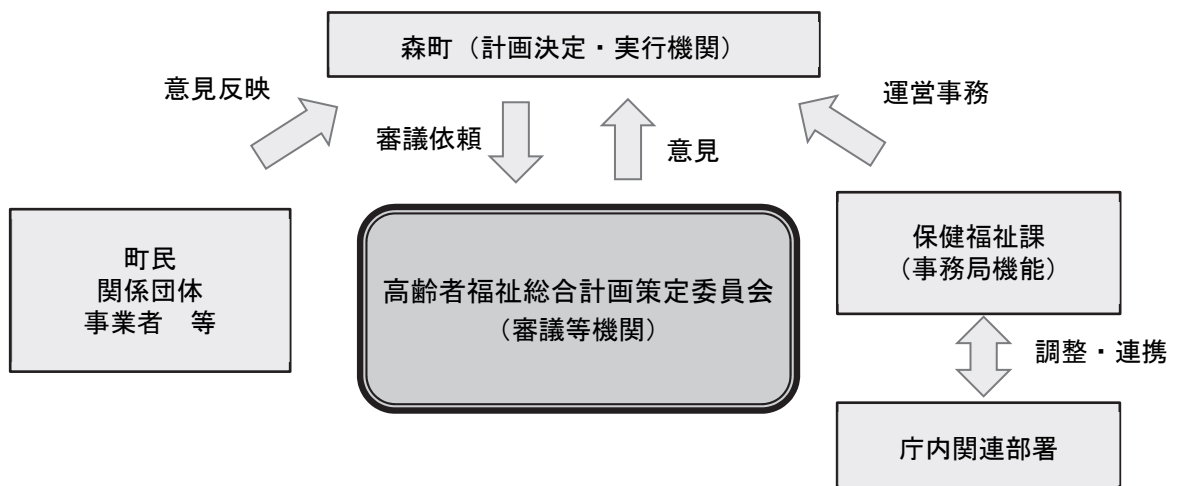 森町（計画決定・実行機関）
意見反映
審議依頼
意見
運営事務
町民
関係団体
事業者　等
高齢者福祉総合計画策定委員会
（審議等機関）
保健福祉課
（事務局機能）
調整・連携
庁内関連部署